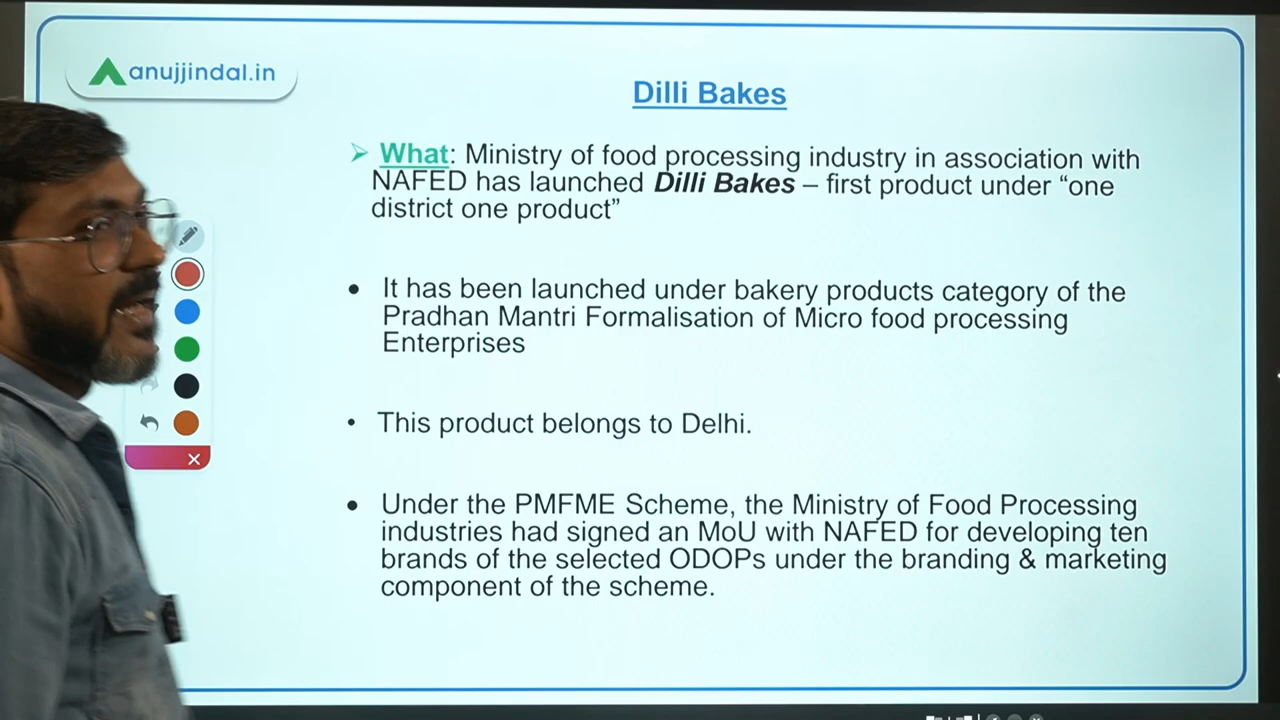 anujjindal.in
Dilli Bakes
➢ What: Ministry of food processing industry in association with
NAFED has launched Dilli Bakes – first product under “one
district one product”
• It has been launched under bakery products category of the
Pradhan Mantri Formalisation of Micro food processing
Enterprises
• This product belongs to Delhi.
• Under the PMFME Scheme, the Ministry of Food Processing
industries had signed an MoU with NAFED for developing ten
brands of the selected ODOPs under the branding & marketing
component of the scheme.